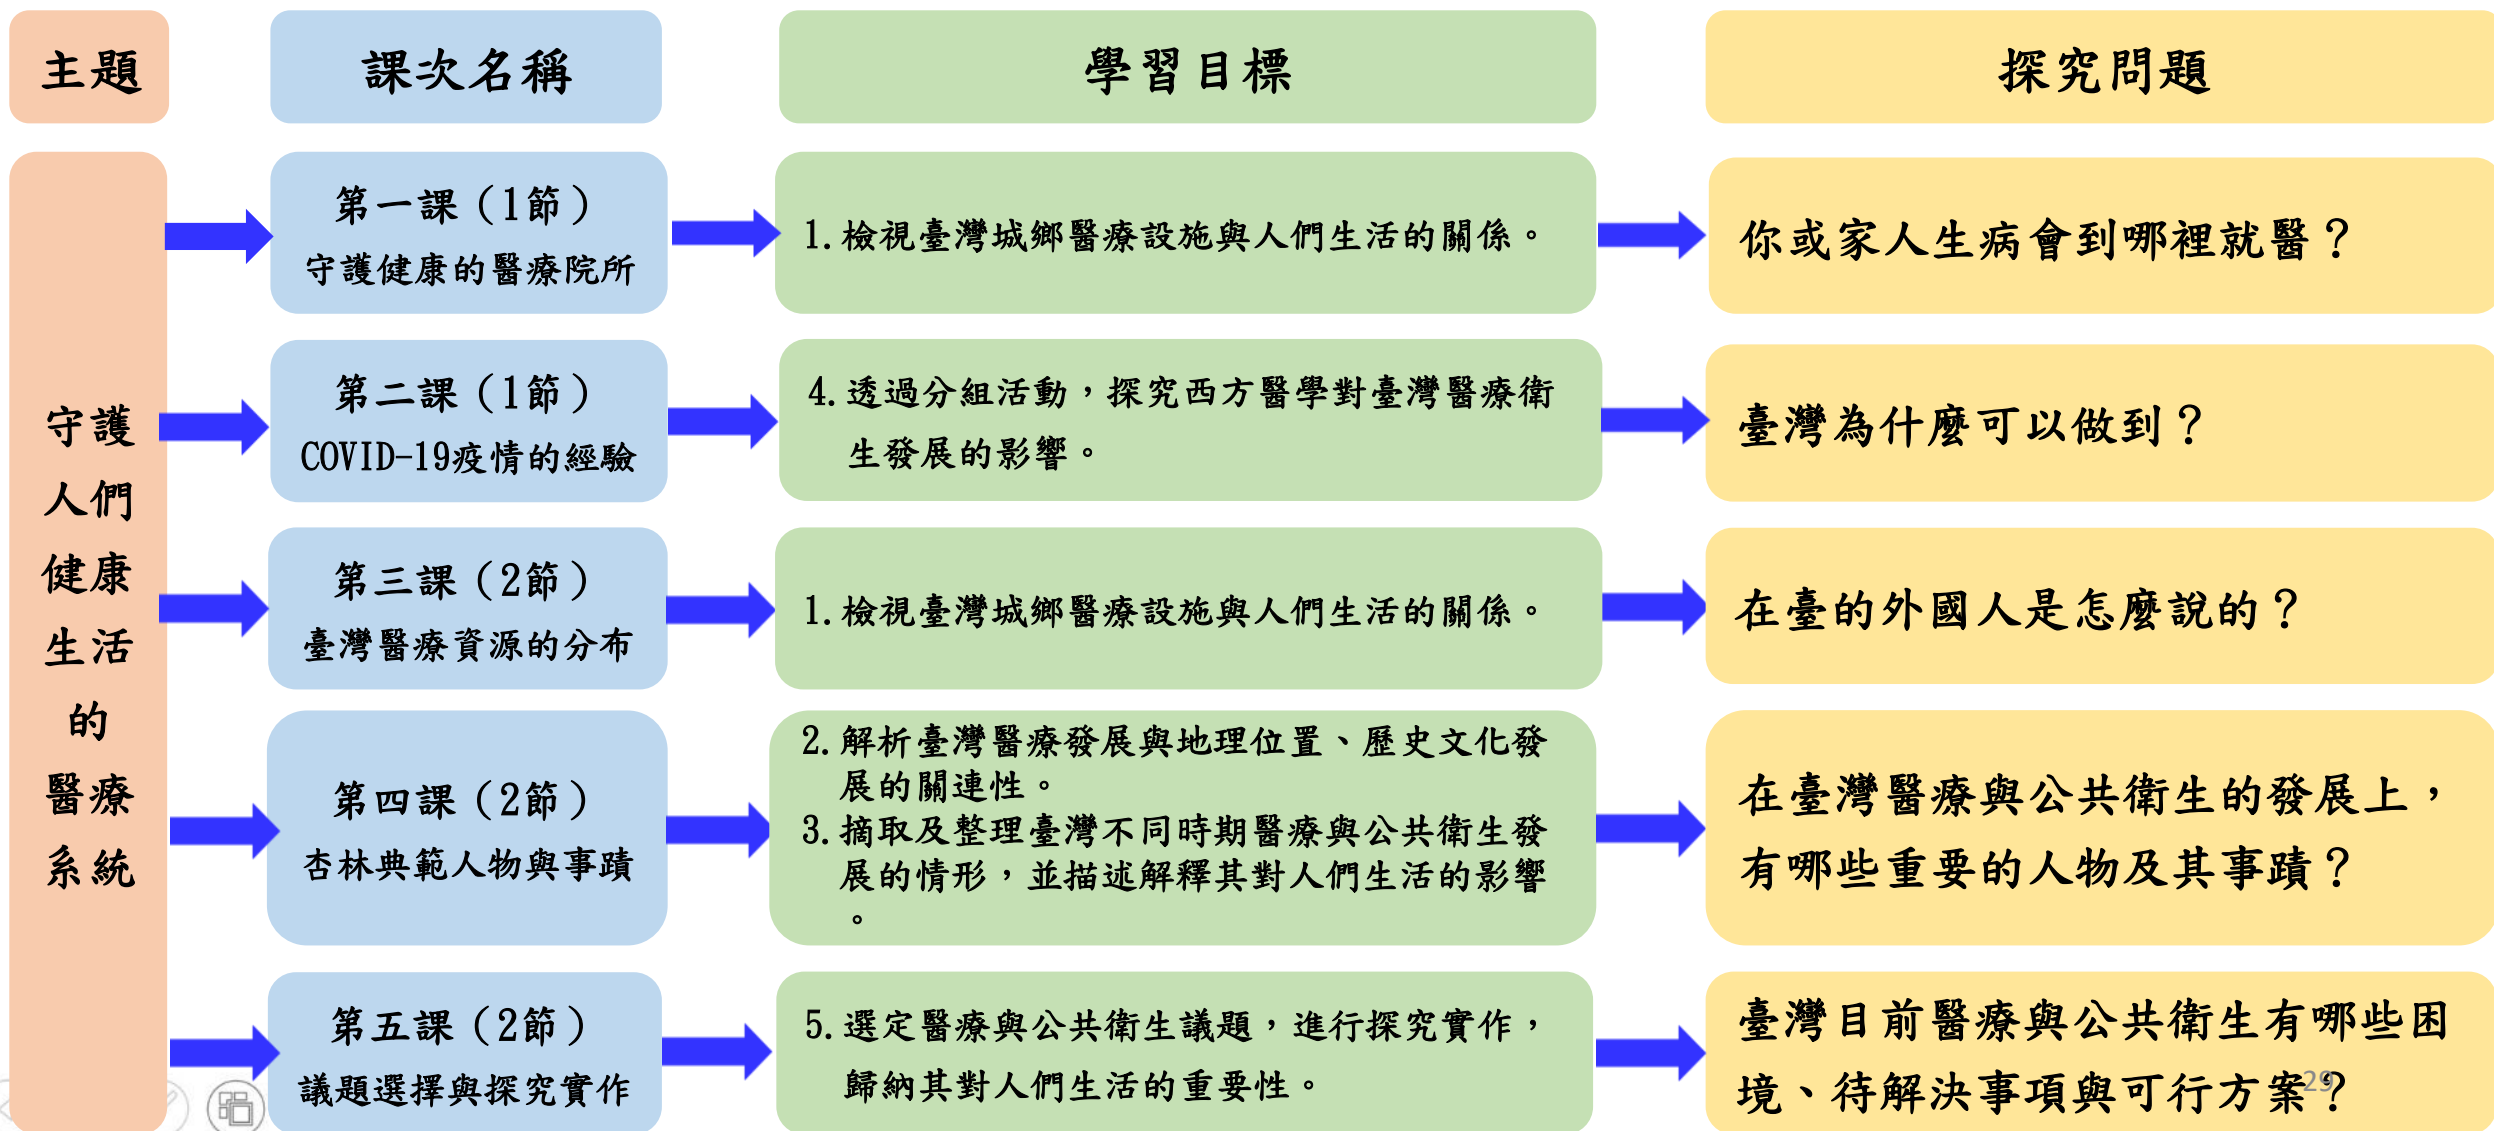 主題
課次名稱
學習目標
探究問題
守護
人們
健康
生活
的
醫療
系統
第一課（1節）
守護健康的醫療院所
1.檢視臺灣城鄉醫療設施與人們生活的關係。
你或家人生病會到哪裡就醫？
第二課（1節）
COVID-19疫情的經驗
4.透過分組活動，探究西方醫學對臺灣醫療衛
生發展的影響。
臺灣為什麼可以做到？
第三課（2節）
臺灣醫療資源的分布
1.檢視臺灣城鄉醫療設施與人們生活的關係。
在臺的外國人是怎麼說的？
第四課（2節）
杏林典範人物與事蹟
2.解析臺灣醫療發展與地理位置、歷史文化發
展的關連性。
3.摘取及整理臺灣不同時期醫療與公共衛生發
展的情形，並描述解釋其對人們生活的影響
。
在臺灣醫療與公共衛生的發展上，
有哪些重要的人物及其事蹟？
第五課（2節）
議題選擇與探究實作
5.選定醫療與公共衛生議題，進行探究實作，
歸納其對人們生活的重要性。
臺灣目前醫療與公共衛生有哪些困
境、待解決事項與可行方案？
29